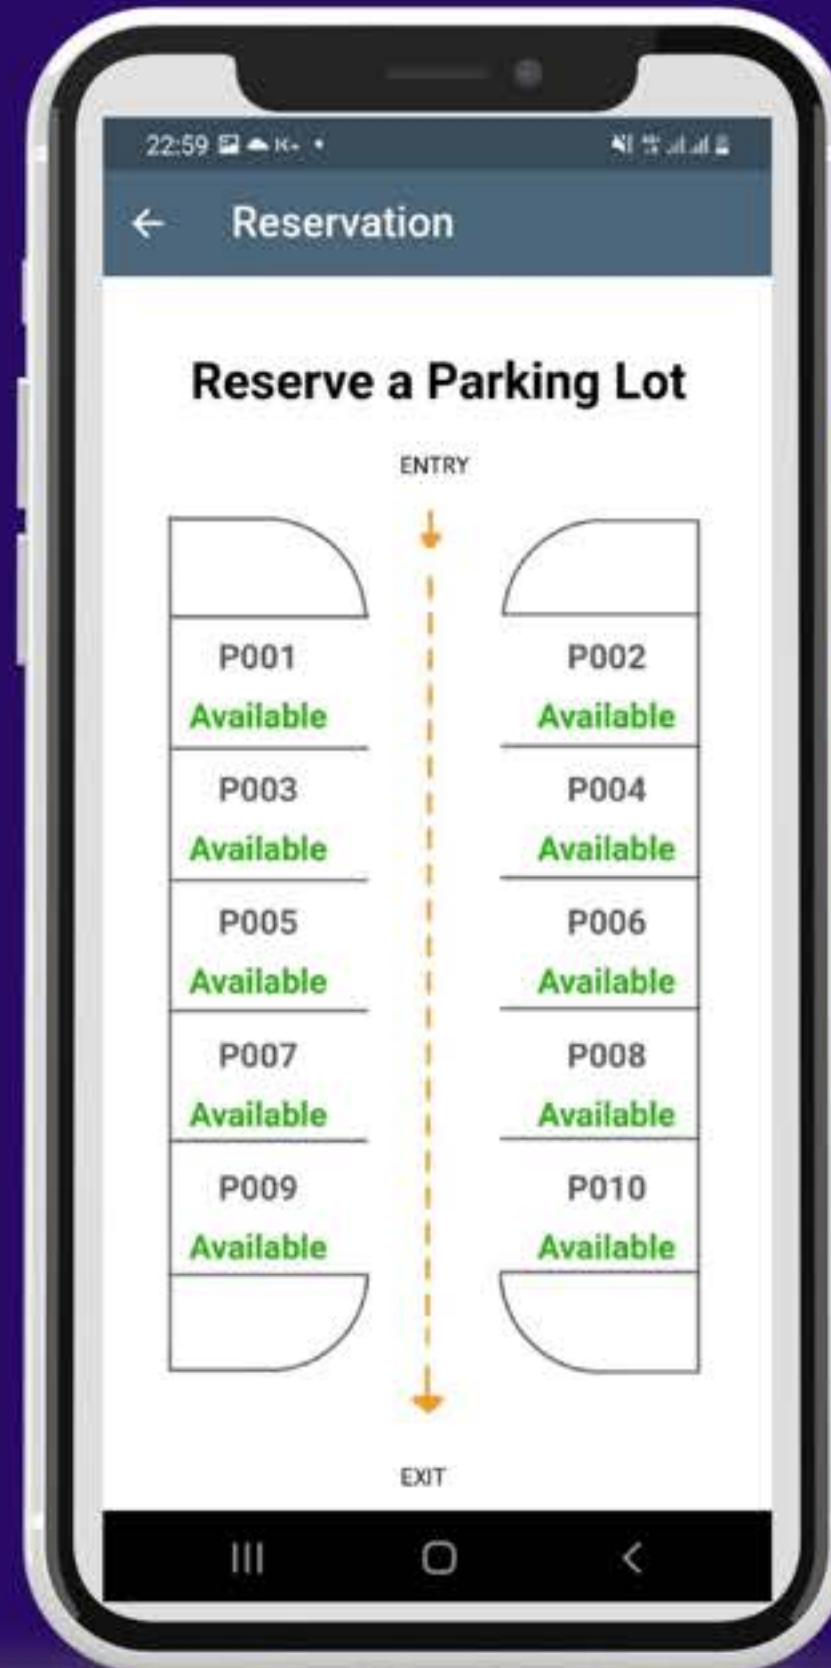 22:59
Reservation
Reserve a Parking Lot
ENTRY
P001 P002
Available Available
P003 P004
Available Available
P005 P006
Available Available
P007 P008
Available Available
P009 P010
Available Available
EXIT